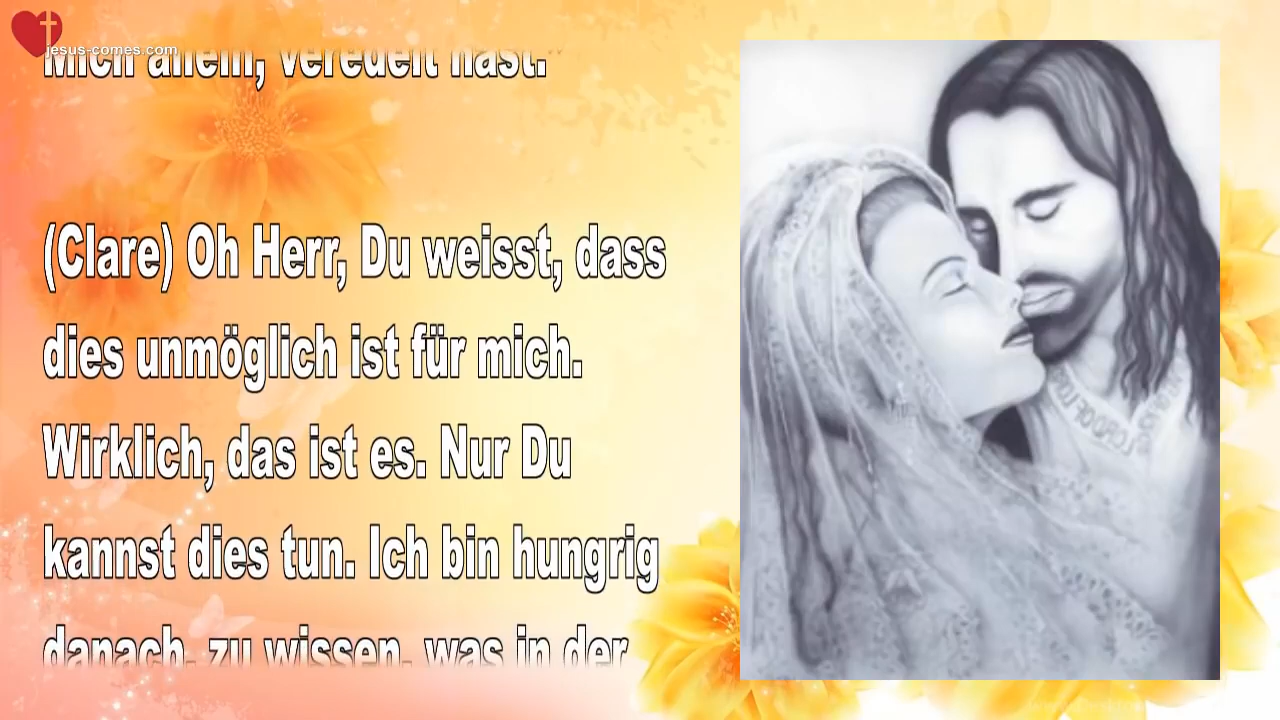 jesus-comes.com
Mich allein, veredelt hast.
(Clare) Oh Herr, Du weisst, dass
dies unmöglich ist für mich.
Wirklich, das ist es. Nur Du
kannst dies tun. Ich bin hungrig
danach, zu wissen, was in der